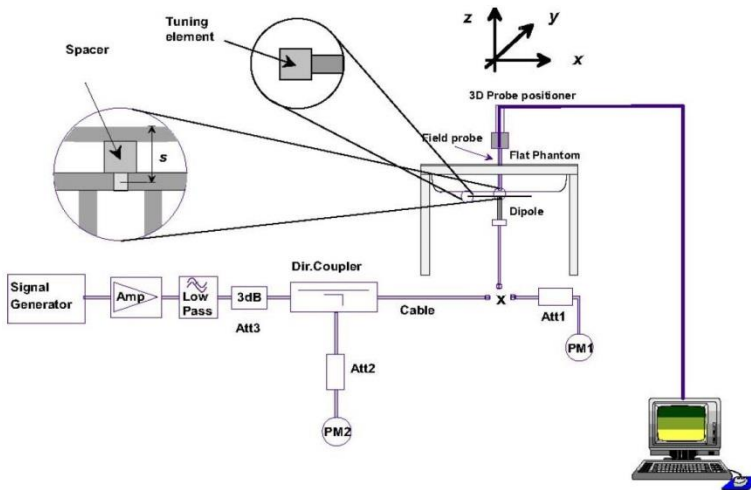 Tuning
element
Spacer
s
z
y
x
3D Probe positioner
Field probe
Flat Phantom
Dipole
Dir.Coupler
Signal
Generator
Amp
Low
Pass
3dB
Att3
Cable
x
Att1
PM1
Att2
PM2